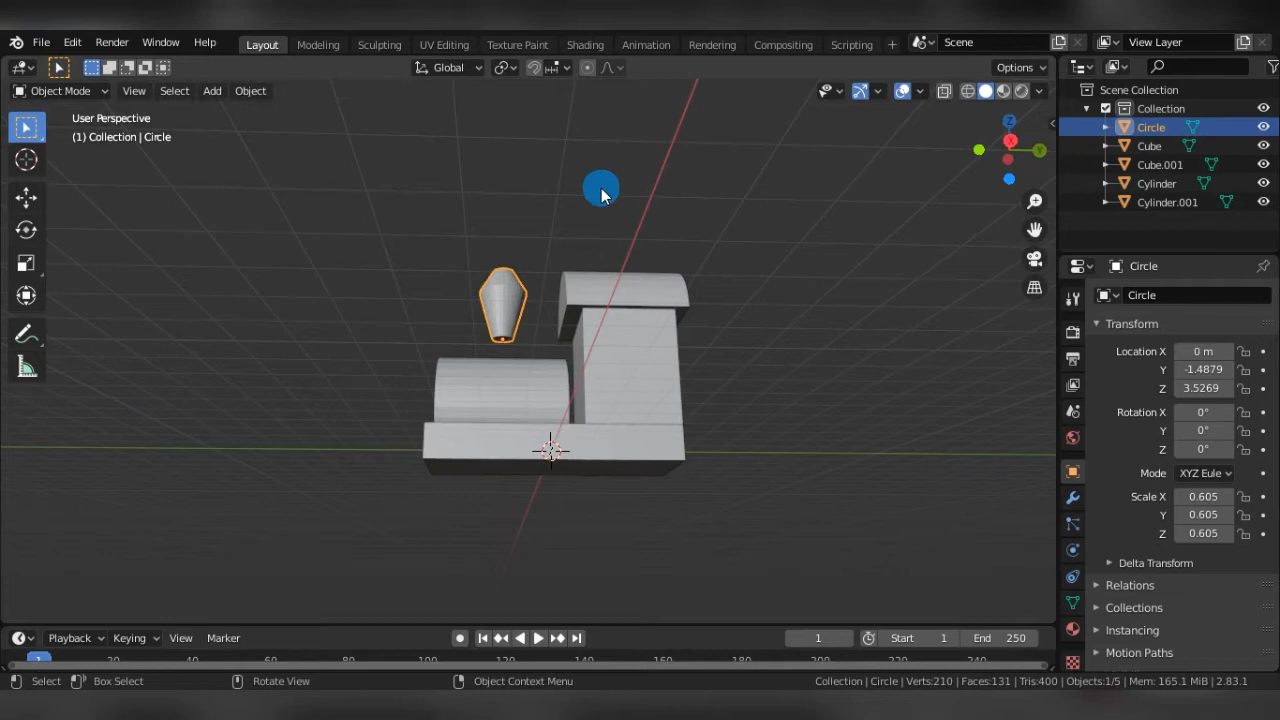 File Edit Render Window Help Layout Modeling Sculpting UV Editing Texture Paint Shading Animation Rendering Compositing Scripting + Scene View Layer
Global Options
Object Mode View Select Add Object
User Perspective
(1) Collection | Circle
Z
X
Y
Scene Collection
Collection
Circle
Cube
Cube.001
Cylinder
Cylinder.001
Circle
Circle
Transform
Location X 0 m
Y -1.4879
Z 3.5269
Rotation X 0°
Y 0°
Z 0°
Mode XYZ Eule
Scale X 0.605
Y 0.605
Z 0.605
Delta Transform
Relations
Collections
Instancing
Motion Paths
Playback Keying View Marker 1 Start 1 End 250
1 20 40 60 80 100 120 140 160 180 200 220 240
Select Box Select Rotate View Object Context Menu Collection | Circle | Verts:210 | Faces:131 | Tris:400 | Objects:1/5 | Mem: 165.1 MiB | 2.83.1